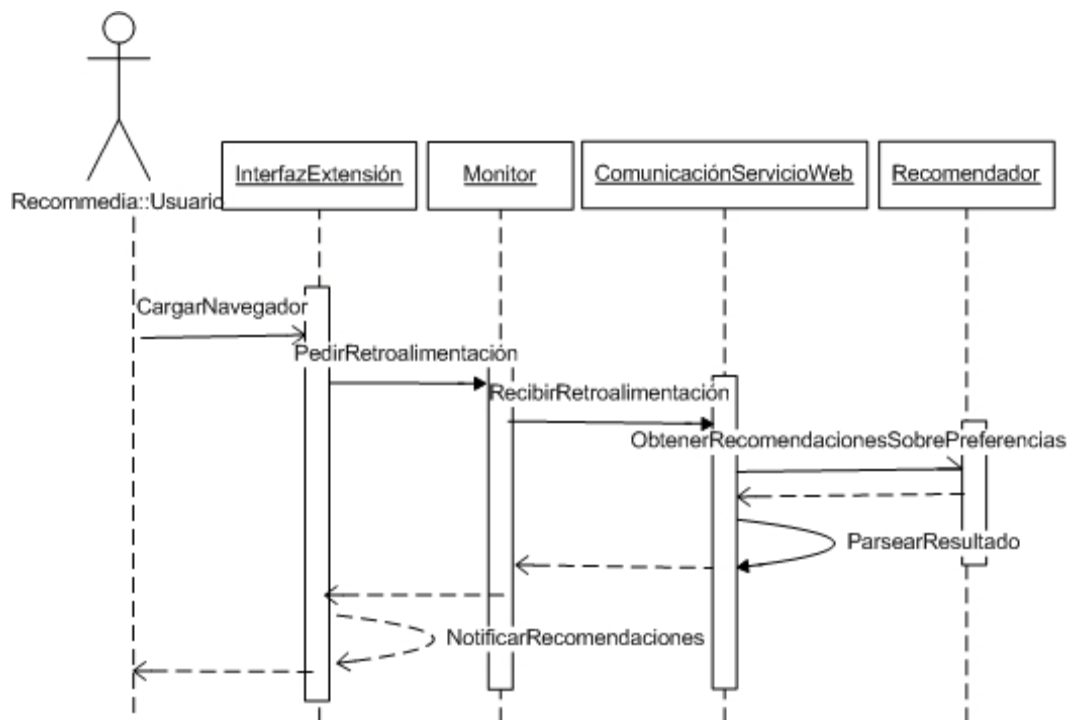 InterfazExtensión
Monitor
ComunicaciónServicioWeb
Recomendador
Recommedia::Usuario
CargarNavegador
PedirRetroalimentación
RecibirRetroalimentación
ObtenerRecomendacionesSobrePreferencias
ParsearResultado
NotificarRecomendaciones